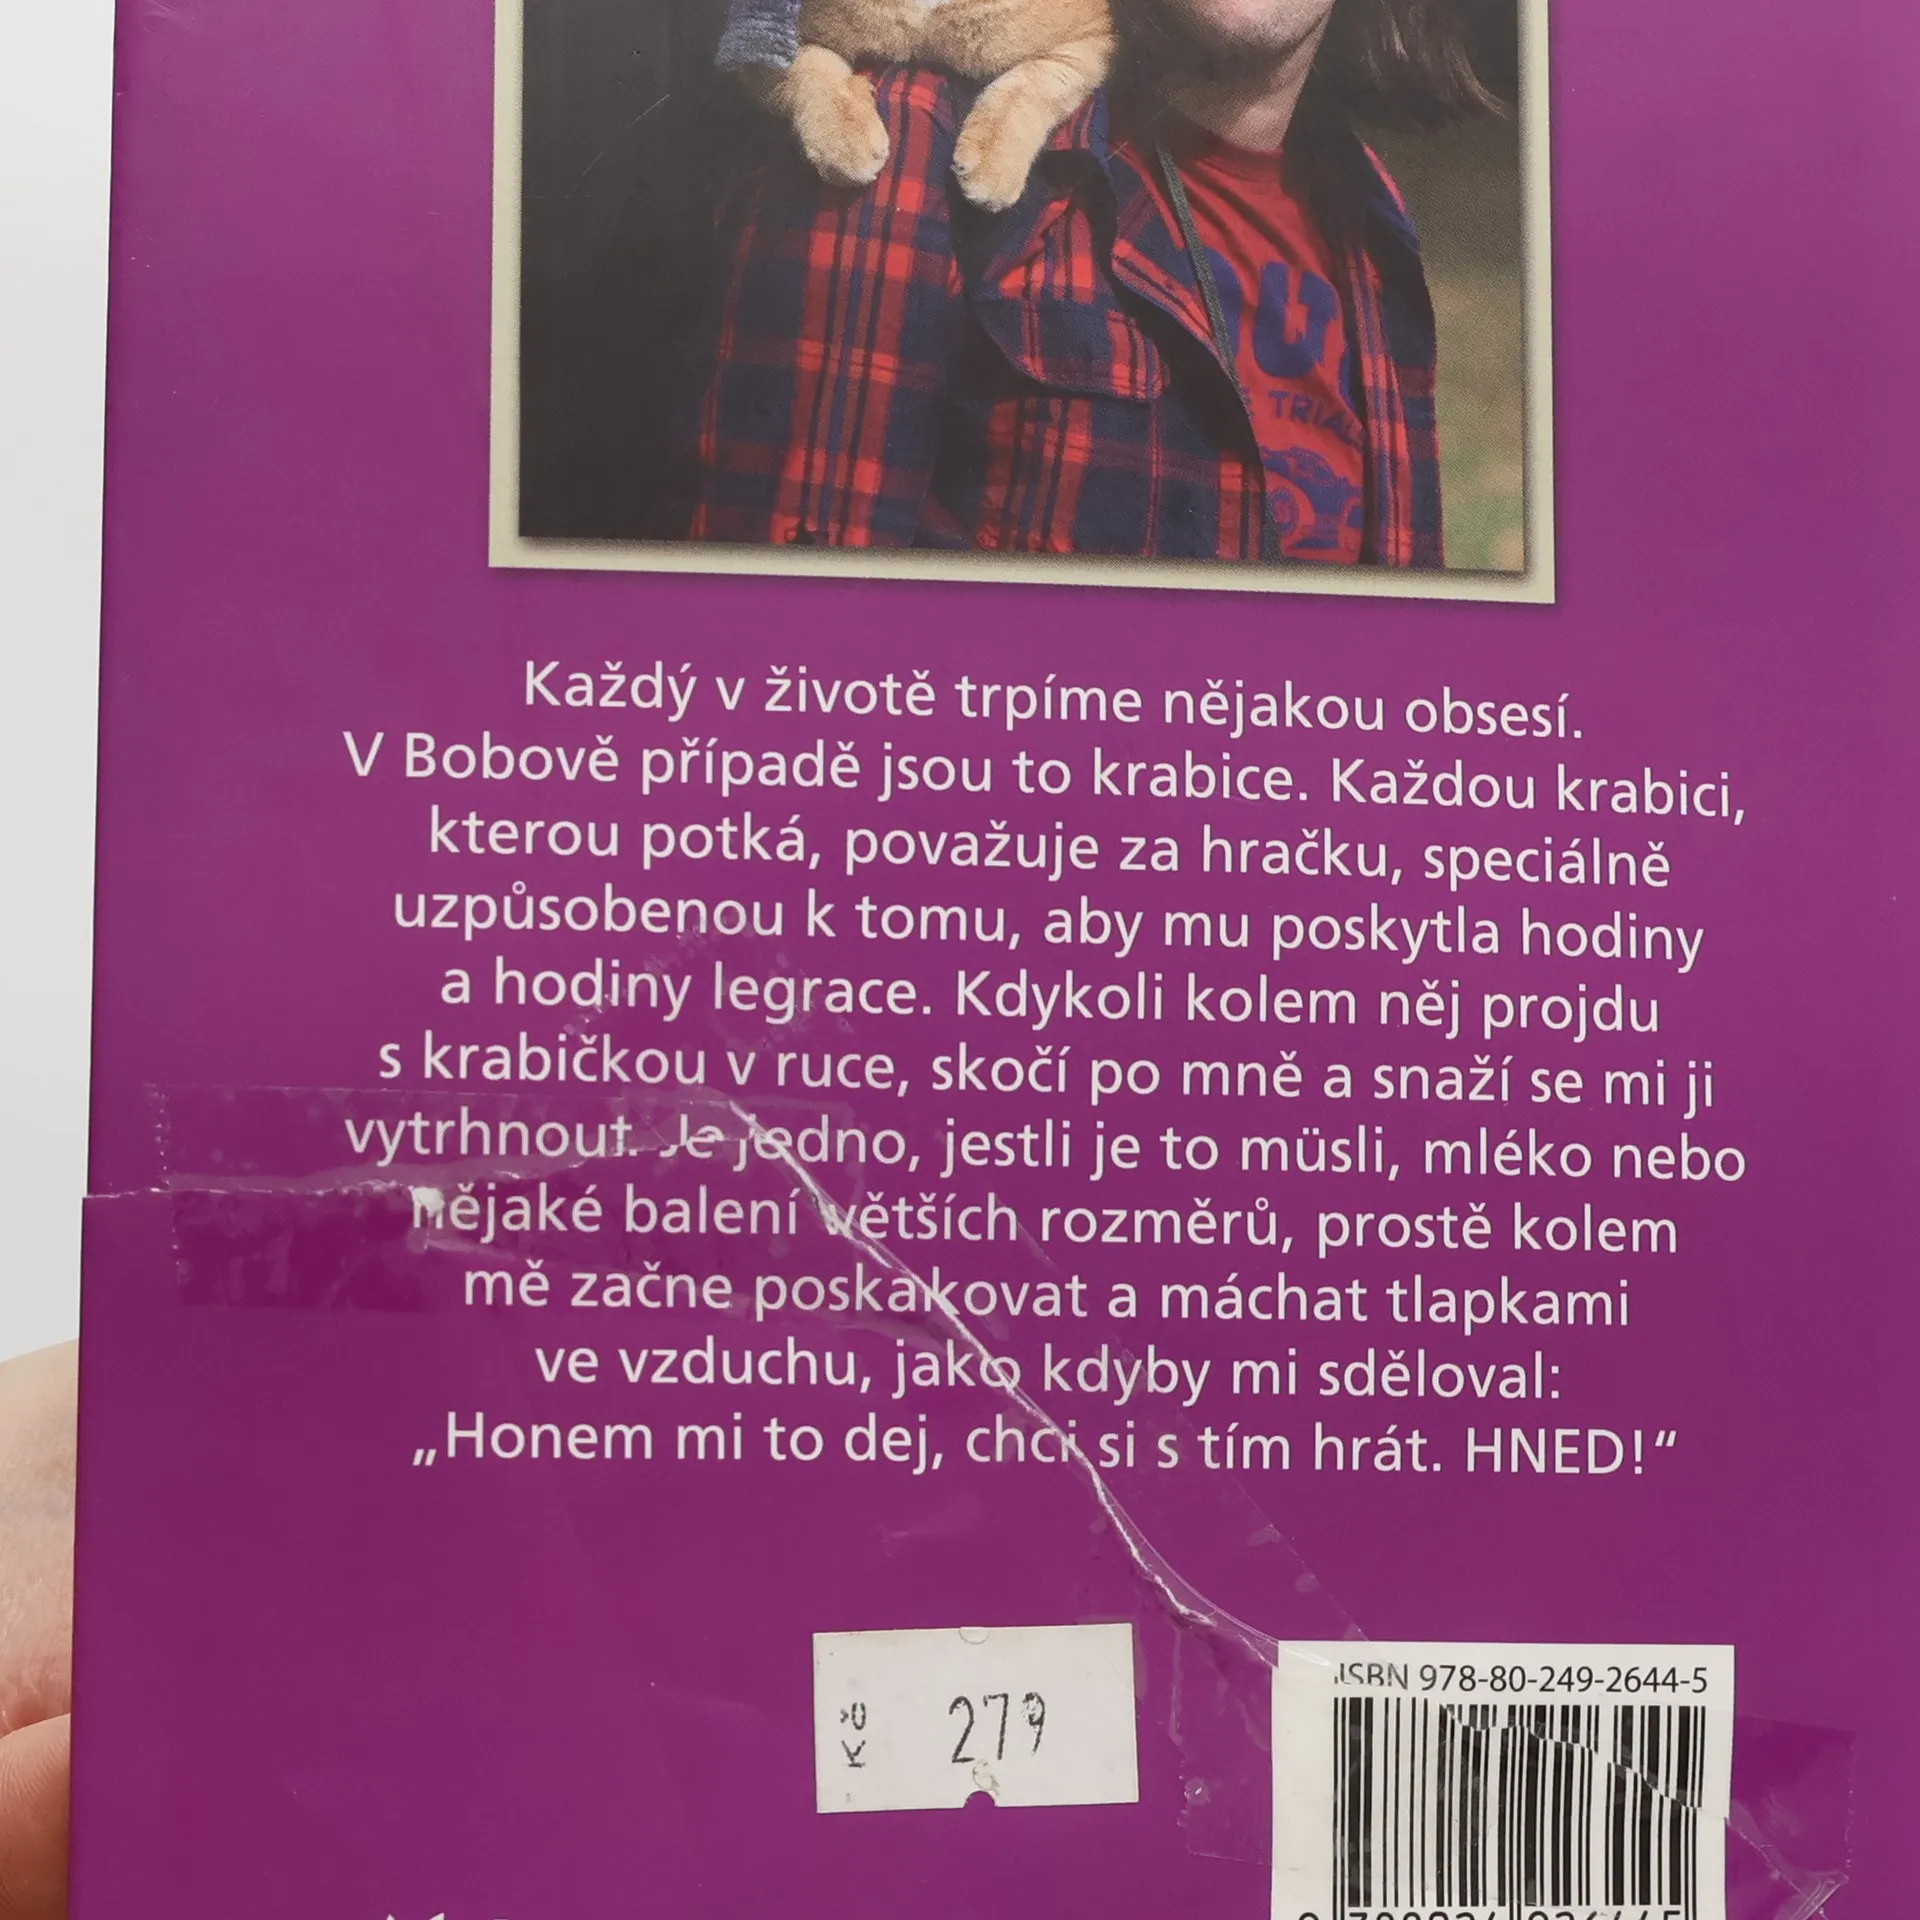 TRIAL
Každý v životě trpíme nějakou obsesí.
V Bobově případě jsou to krabice. Každou krabici,
kterou potká, považuje za hračku, speciálně
uzpůsobenou k tomu, aby mu poskytla hodiny
a hodiny legrace. Kdykoli kolem něj projdu
s krabičkou v ruce, skočí po mně a snaží se mi ji
vytrhnout. Je jedno, jestli je to müsli, mléko nebo
nějaké balení větších rozměrů, prostě kolem
mě začne poskakovat a máchat tlapkami
ve vzduchu, jako kdyby mi sděloval:
„Honem mi to dej, chci si s tím hrát. HNED!“
Kč 279
ISBN 978-80-249-2644-5